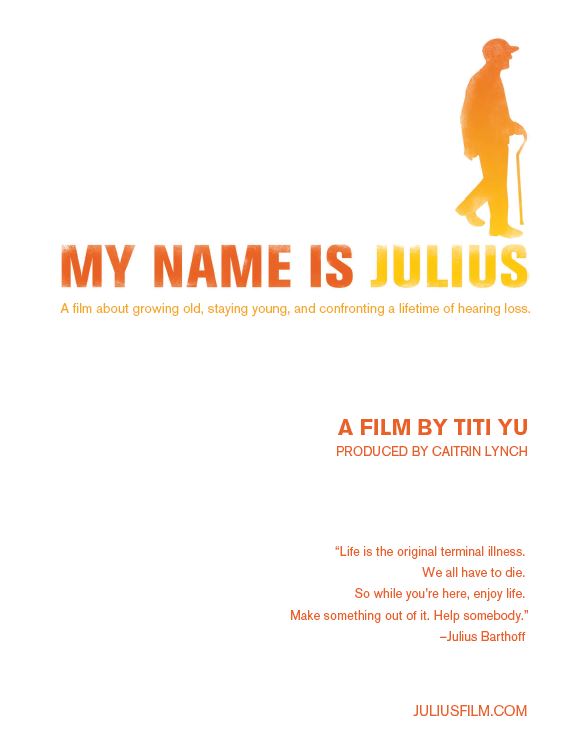 MY NAME IS JULIUS
A film about growing old, staying young, and confronting a lifetime of hearing loss.
A FILM BY TITI YU
PRODUCED BY CAITRIN LYNCH
“Life is the original terminal illness.
We all have to die.
So while you’re here, enjoy life.
Make something out of it. Help somebody.”
–Julius Barthoff
JULIUSFILM.COM